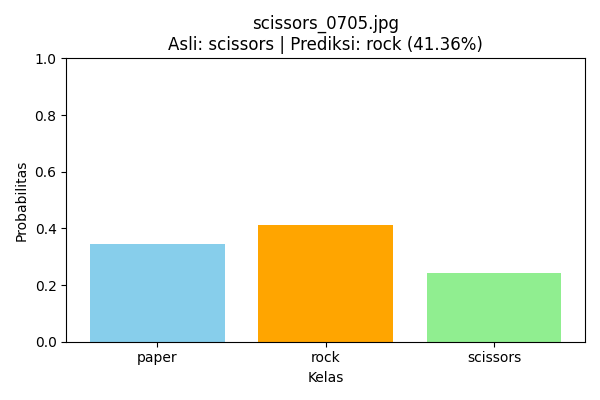 scissors_0705.jpg
Asli: scissors | Prediksi: rock (41.36%)
1.0
0.8
0.6
0.4
0.2
0.0
Probabilitas
paper
rock
scissors
Kelas